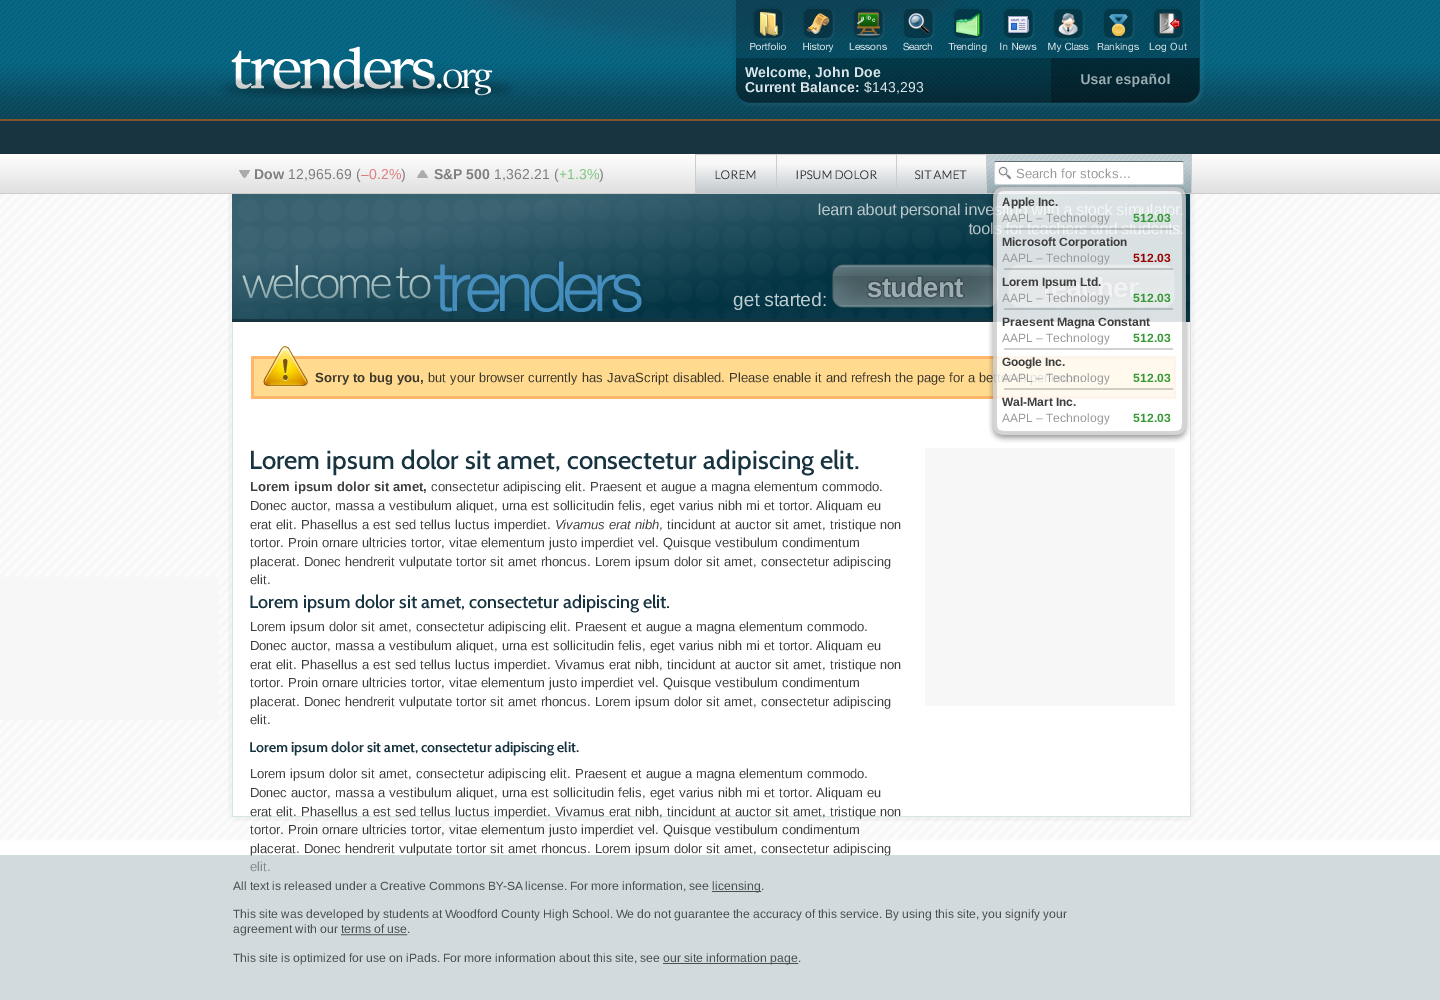 Portfolio History Lessons Search Trending In News My Class Rankings Log Out
trenders.org
Welcome, John Doe
Current Balance: $143,293
Usar español
Dow 12,965.69 (–0.2%) S&P 500 1,362.21 (+1.3%)
LOREM IPSUM DOLOR SIT AMET
Search for stocks...
learn about personal investing with a stock simulator.
tools for teachers and students.
welcome to trenders
get started: student
Apple Inc.
AAPL – Technology 512.03
Microsoft Corporation
AAPL – Technology 512.03
Lorem Ipsum Ltd.
AAPL – Technology 512.03
Praesent Magna Constant
AAPL – Technology 512.03
Google Inc.
AAPL – Technology 512.03
Wal-Mart Inc.
AAPL – Technology 512.03
Sorry to bug you, but your browser currently has JavaScript disabled. Please enable it and refresh the page for a
Lorem ipsum dolor sit amet, consectetur adipiscing elit.
Lorem ipsum dolor sit amet, consectetur adipiscing elit. Praesent et augue a magna elementum commodo.
Donec auctor, massa a vestibulum aliquet, urna est sollicitudin felis, eget varius nibh mi et tortor. Aliquam eu
erat elit. Phasellus a est sed tellus luctus imperdiet. Vivamus erat nibh, tincidunt at auctor sit amet, tristique non
tortor. Proin ornare ultricies tortor, vitae elementum justo imperdiet vel. Quisque vestibulum condimentum
placerat. Donec hendrerit vulputate tortor sit amet rhoncus. Lorem ipsum dolor sit amet, consectetur adipiscing
elit.
Lorem ipsum dolor sit amet, consectetur adipiscing elit.
Lorem ipsum dolor sit amet, consectetur adipiscing elit. Praesent et augue a magna elementum commodo.
Donec auctor, massa a vestibulum aliquet, urna est sollicitudin felis, eget varius nibh mi et tortor. Aliquam eu
erat elit. Phasellus a est sed tellus luctus imperdiet. Vivamus erat nibh, tincidunt at auctor sit amet, tristique non
tortor. Proin ornare ultricies tortor, vitae elementum justo imperdiet vel. Quisque vestibulum condimentum
placerat. Donec hendrerit vulputate tortor sit amet rhoncus. Lorem ipsum dolor sit amet, consectetur adipiscing
elit.
Lorem ipsum dolor sit amet, consectetur adipiscing elit.
Lorem ipsum dolor sit amet, consectetur adipiscing elit. Praesent et augue a magna elementum commodo.
Donec auctor, massa a vestibulum aliquet, urna est sollicitudin felis, eget varius nibh mi et tortor. Aliquam eu
erat elit. Phasellus a est sed tellus luctus imperdiet. Vivamus erat nibh, tincidunt at auctor sit amet, tristique non
tortor. Proin ornare ultricies tortor, vitae elementum justo imperdiet vel. Quisque vestibulum condimentum
placerat. Donec hendrerit vulputate tortor sit amet rhoncus. Lorem ipsum dolor sit amet, consectetur adipiscing
elit.
All text is released under a Creative Commons BY-SA license. For more information, see licensing.
This site was developed by students at Woodford County High School. We do not guarantee the accuracy of this service. By using this site, you signify your
agreement with our terms of use.
This site is optimized for use on iPads. For more information about this site, see our site information page.